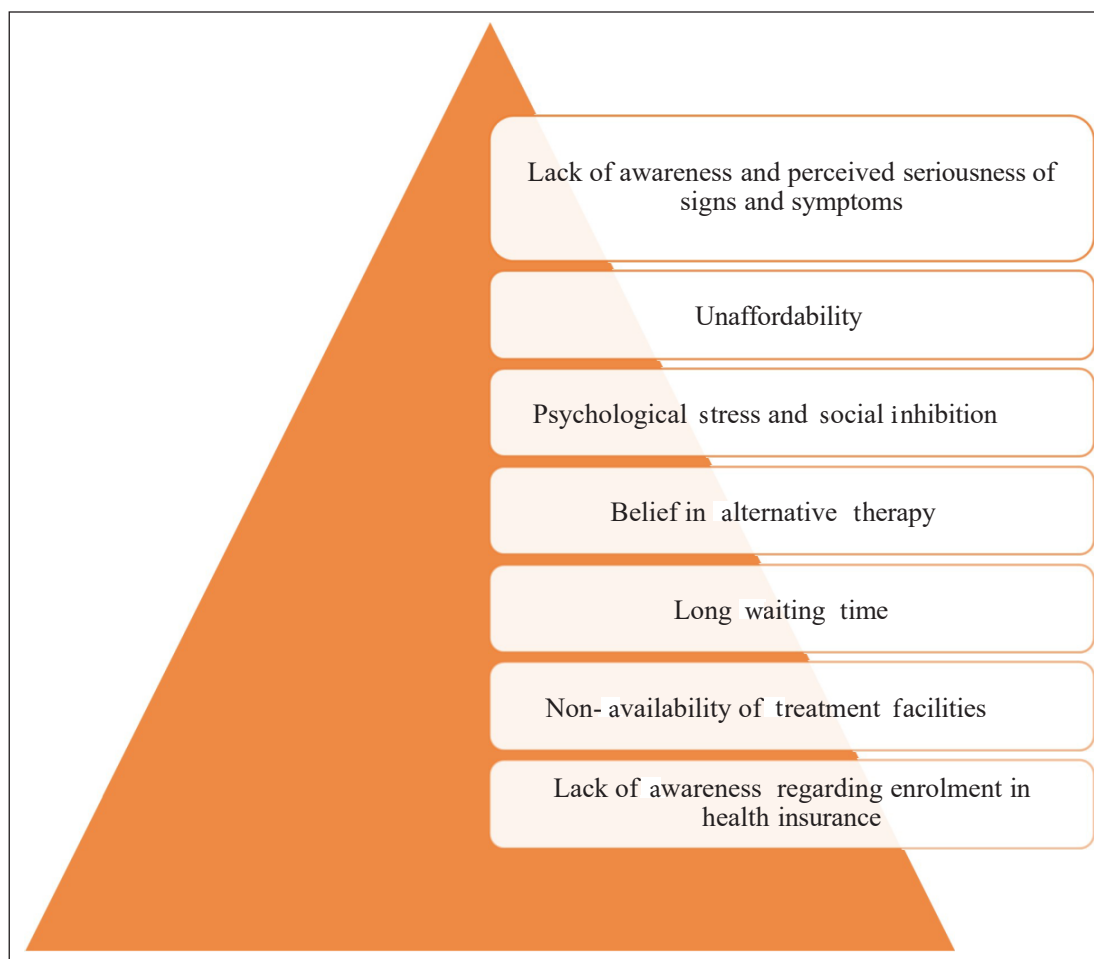 Lack of awareness and perceived seriousness of
signs and symptoms
Unaffordability
Psychological stress and social inhibition
Belief in alternative therapy
Long waiting time
Non- availability of treatment facilities
Lack of awareness regarding enrolment in
health insurance